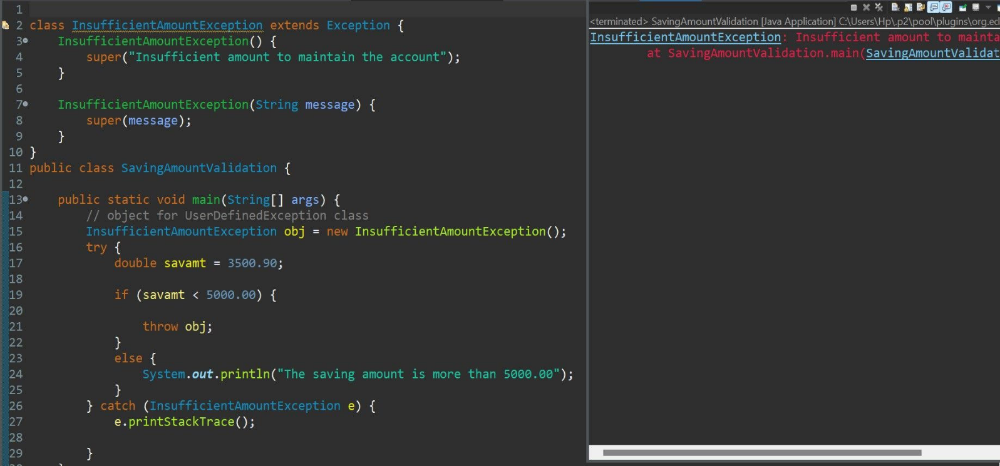 1
2 class InsufficientAmountException extends Exception {
3 InsufficientAmountException() {
4 super("Insufficient amount to maintain the account");
5 }
6
7 InsufficientAmountException(String message) {
8 super(message);
9 }
10 }
11 public class SavingAmountValidation {
12
13 public static void main(String[] args) {
14 // object for UserDefinedException class
15 InsufficientAmountException obj = new InsufficientAmountException();
16 try {
17 double savamt = 3500.90;
18
19 if (savamt < 5000.00) {
20
21 throw obj;
22 }
23 else {
24 System.out.println("The saving amount is more than 5000.00");
25 }
26 } catch (InsufficientAmountException e) {
27 e.printStackTrace();
28
29 }
<terminated> SavingAmountValidation [Java Application] C:\Users\Hp\.p2\pool\plugins\org.ecl
InsufficientAmountException: Insufficient amount to mainta
at SavingAmountValidation.main(SavingAmountValidat